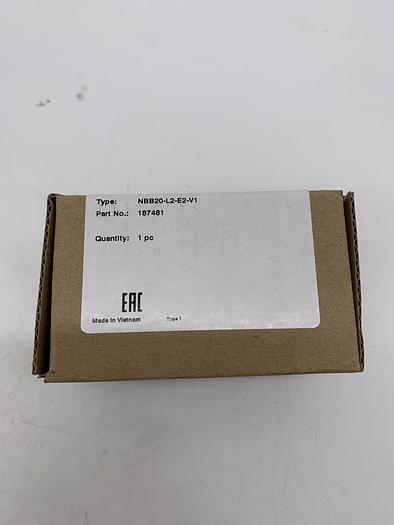 Type: NBB20-L2-E2-V1
Part No.: 187481
Quantity: 1 pc
EAC
Made in Vietnam Type 1